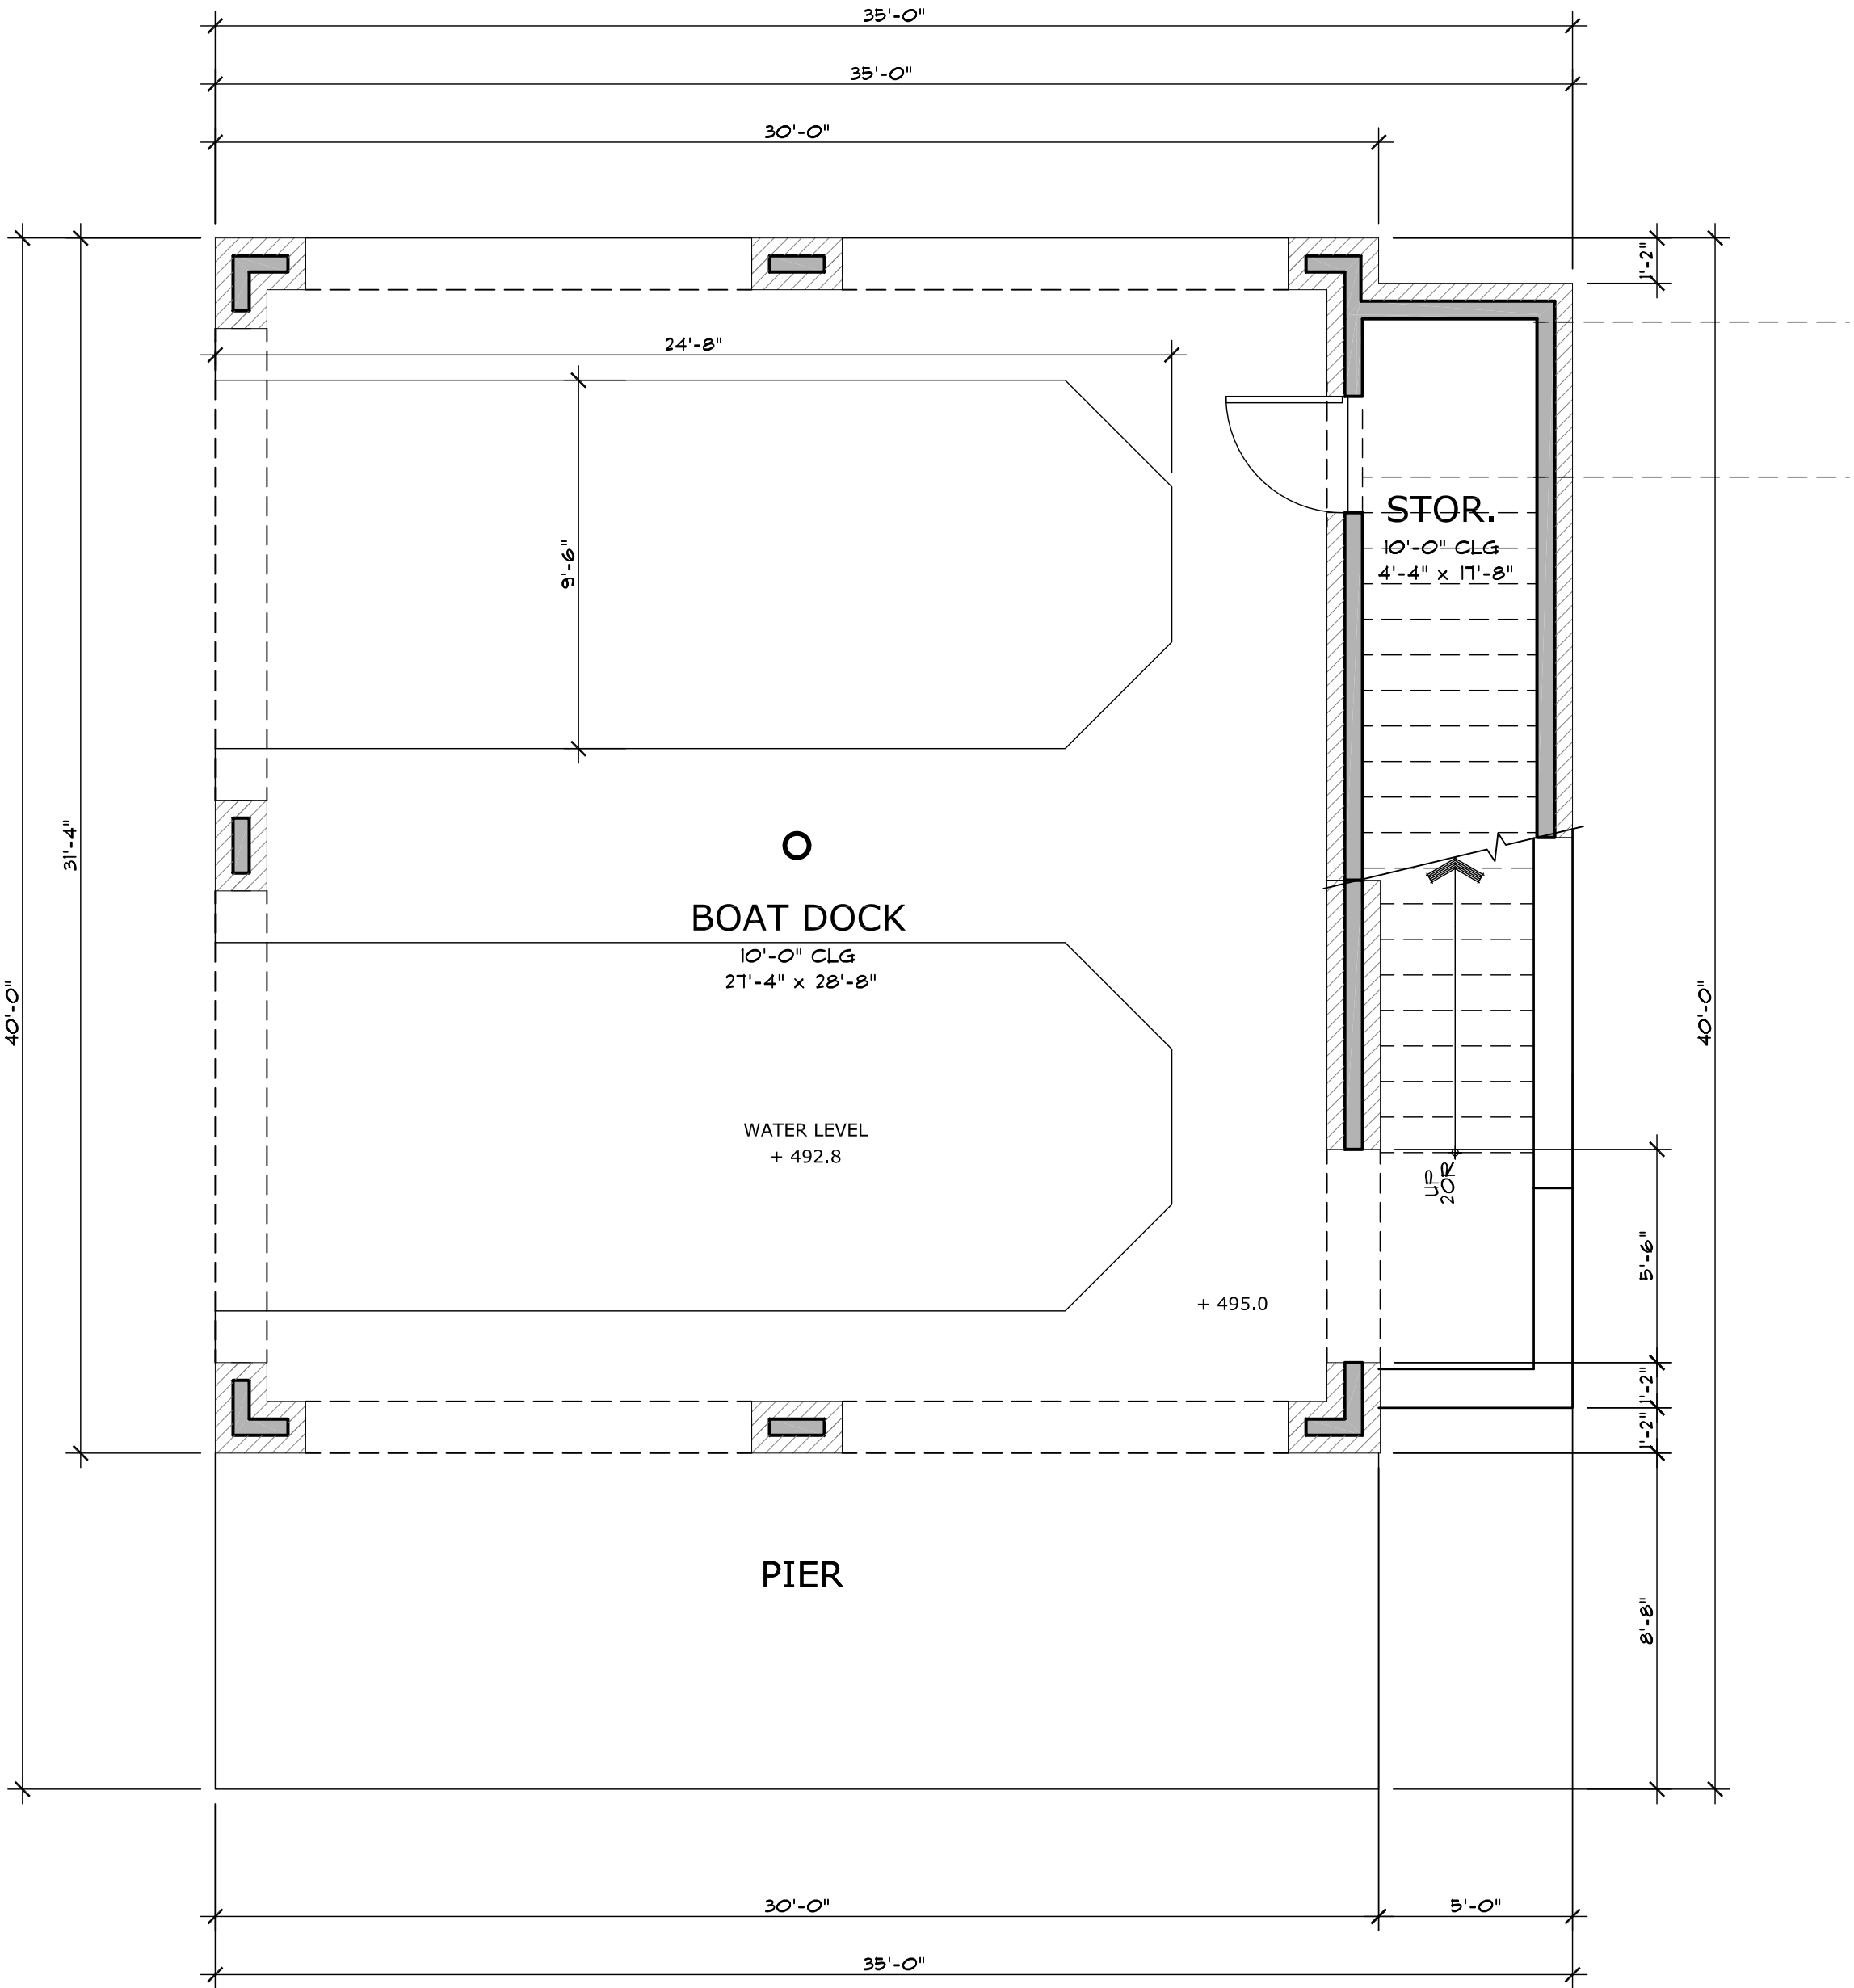 35'-0"
35'-0"
30'-0"
1'-2"
24'-8"
9'-6"
STOR.
10'-0" CLG
4'-4" x 17'-8"
31'-4"
40'-0"
BOAT DOCK
10'-0" CLG
27'-4" x 28'-8"
40'-0"
WATER LEVEL
+ 492.8
UP
20R
5'-6"
+ 495.0
1'-2"
1'-2"
PIER
8'-8"
30'-0"
5'-0"
35'-0"